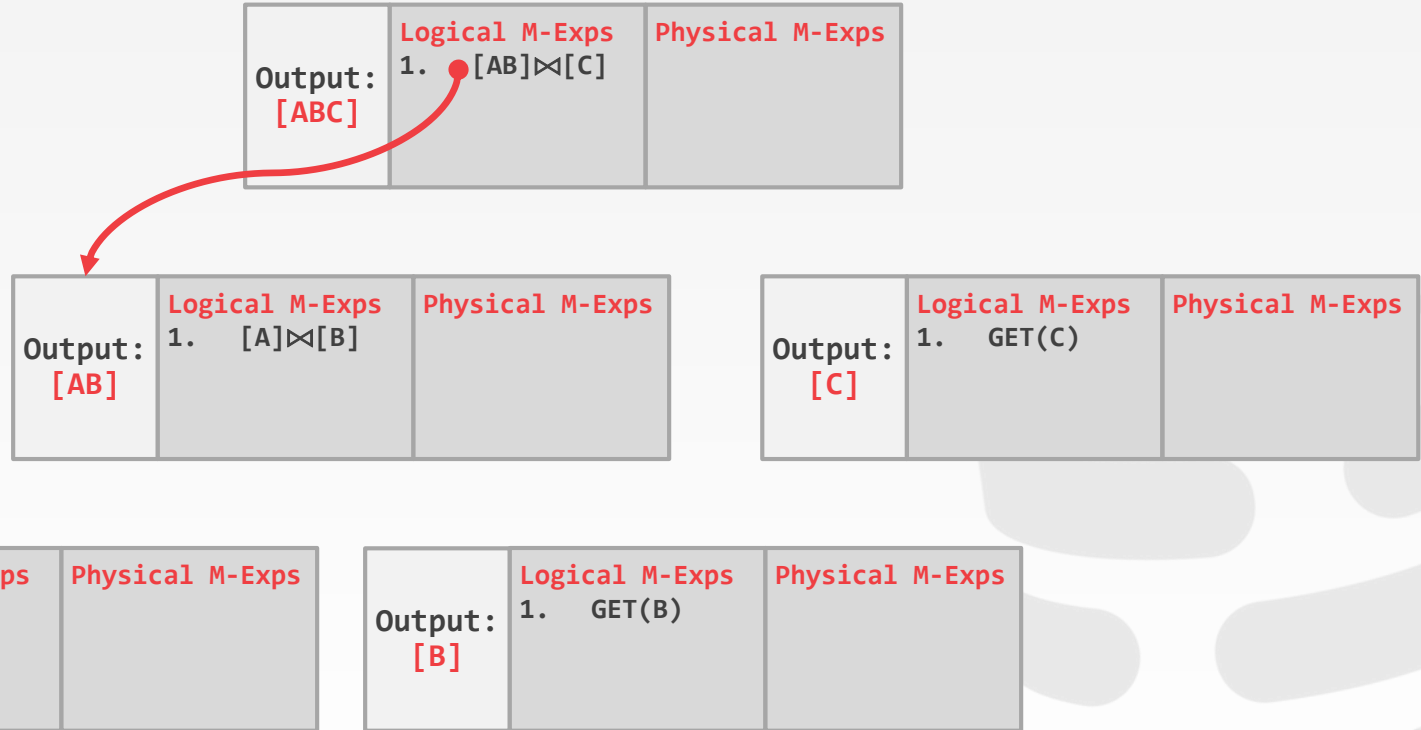 Output:
[ABC]
Logical M-Exps
1. [AB]⋈[C]
Physical M-Exps
Output:
[AB]
Logical M-Exps
1. [A]⋈[B]
Physical M-Exps
Output:
[C]
Logical M-Exps
1. GET(C)
Physical M-Exps
ps
Physical M-Exps
Output:
[B]
Logical M-Exps
1. GET(B)
Physical M-Exps